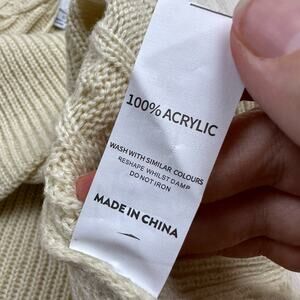 100% ACRYLIC
WASH WITH SIMILAR COLOURS
RESHAPE WHILST DAMP
DO NOT IRON
MADE IN CHINA